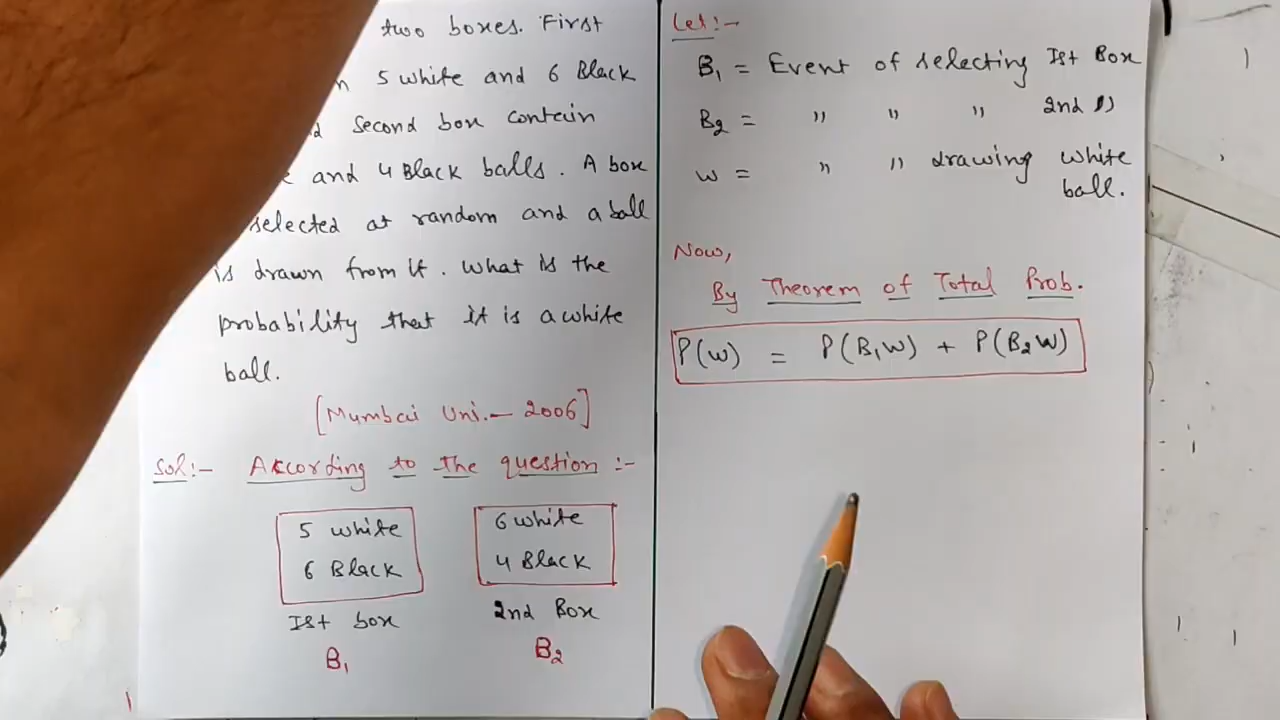 two boxes. First
5 white and 6 Black
second box contain
and 4 Black balls. A box
selected at random and a ball
is drawn from it. What is the
probability that it is a white
ball.
[Mumbai Uni.- 2006]
Sol:- According to the question :-
5 white
6 Black
Ist box
B₁
6 white
4 Black
2nd Box
B₂
Let:-
B₁ = Event of selecting Ist Box
B₂ = " " " 2nd "
W = " " drawing white
ball.
Now,
By Theorem of Total Prob.
P(W) = P(B₁W) + P(B₂W)